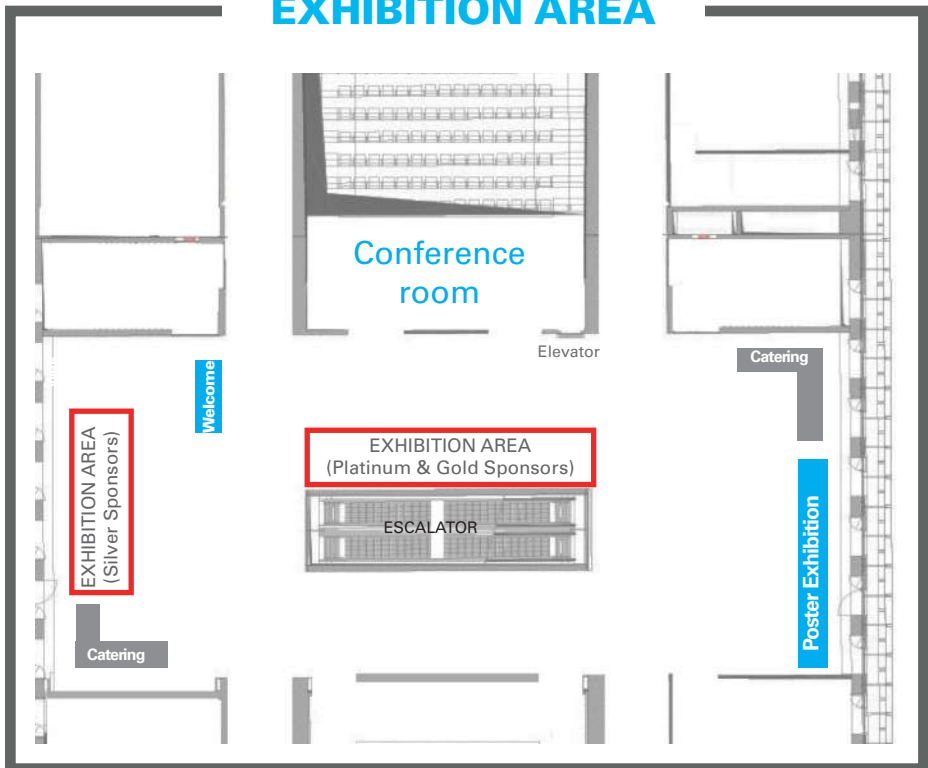 EXHIBITION AREA
Conference
room
Elevator
Catering
Welcome
EXHIBITION AREA
(Platinum & Gold Sponsors)
EXHIBITION AREA
(Silver Sponsors)
ESCALATOR
Poster Exhibition
Catering